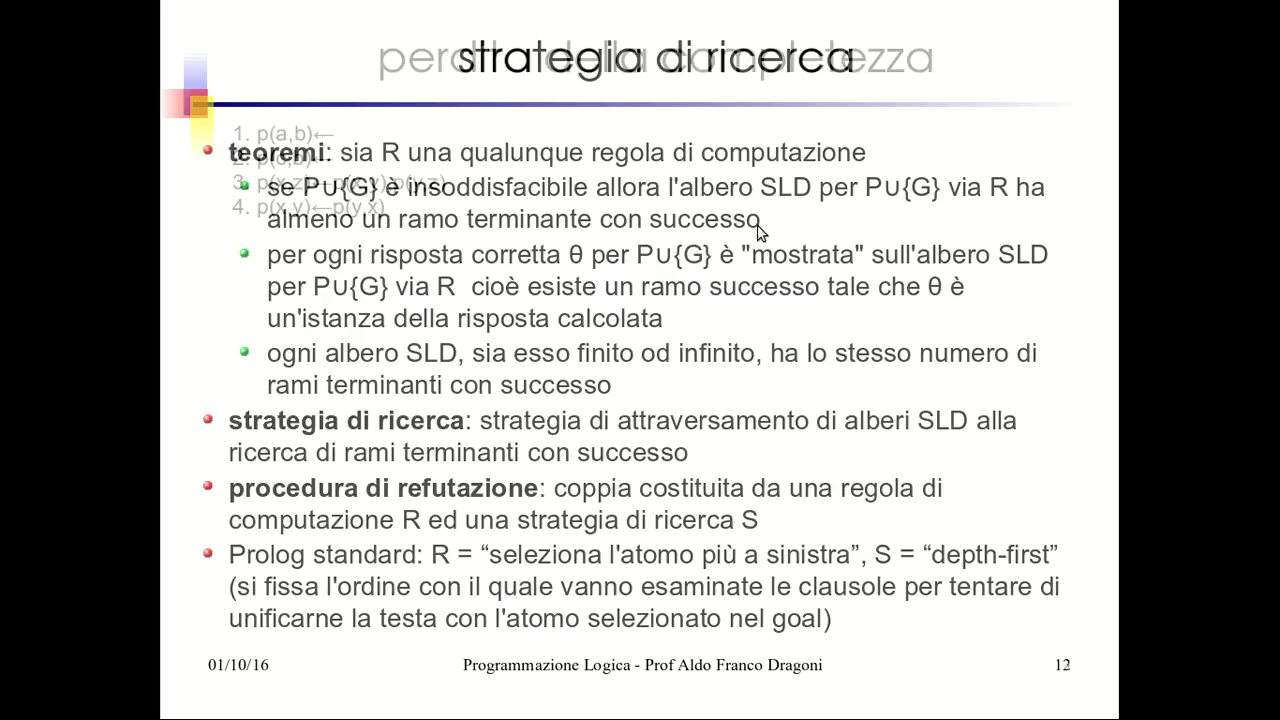 strategia di ricerca
perdita della completezza
1. p(a,b)←
teoremi: sia R una qualunque regola di computazione
se P∪{G} è insoddisfacibile allora l'albero SLD per P∪{G} via R ha
4. p(x,y)←p(y,x)
almeno un ramo terminante con successo
per ogni risposta corretta θ per P∪{G} è "mostrata" sull'albero SLD
per P∪{G} via R cioè esiste un ramo successo tale che θ è
un'istanza della risposta calcolata
ogni albero SLD, sia esso finito od infinito, ha lo stesso numero di
rami terminanti con successo
strategia di ricerca: strategia di attraversamento di alberi SLD alla
ricerca di rami terminanti con successo
procedura di refutazione: coppia costituita da una regola di
computazione R ed una strategia di ricerca S
Prolog standard: R = “seleziona l'atomo più a sinistra”, S = “depth-first”
(si fissa l'ordine con il quale vanno esaminate le clausole per tentare di
unificarne la testa con l'atomo selezionato nel goal)
01/10/16
Programmazione Logica - Prof Aldo Franco Dragoni
12